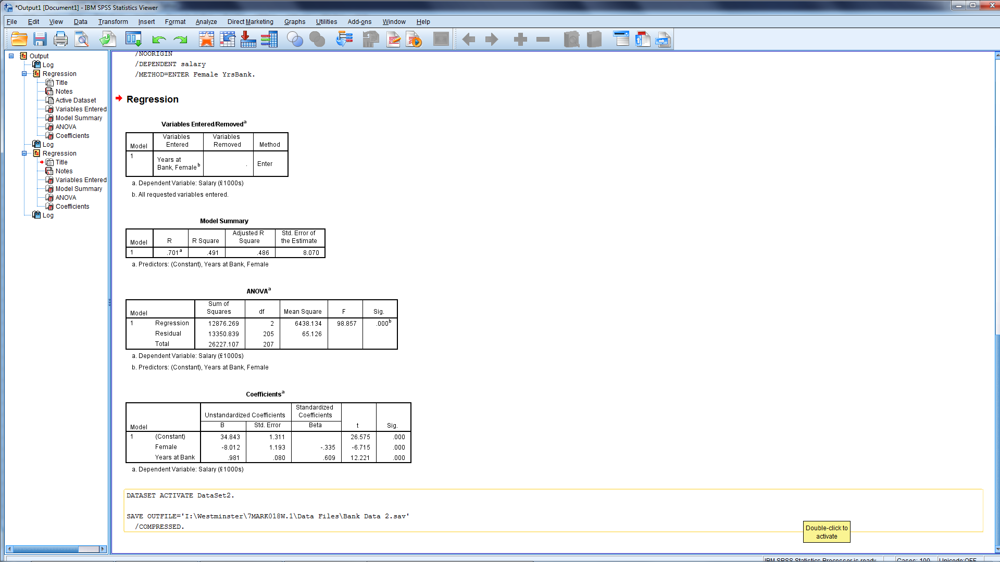 *Output1 [Document1] - IBM SPSS Statistics Viewer
File Edit View Data Transform Insert Format Analyze Direct Marketing Graphs Utilities Add-ons Window Help
Output
Log
Regression
Title
Notes
Active Dataset
Variables Entered
Model Summary
ANOVA
Coefficients
Log
Regression
Title
Notes
Variables Entered
Model Summary
ANOVA
Coefficients
Log
/NOORIGIN
/DEPENDENT salary
/METHOD=ENTER Female YrsBank.
Regression
Variables Entered/Removed a
Model Variables Entered Variables Removed Method
1 Years at Bank, Female b . Enter
a. Dependent Variable: Salary (£1000s)
b. All requested variables entered.
Model Summary
Model R R Square Adjusted R Square Std. Error of the Estimate
1 .701 a .491 .486 8.070
a. Predictors: (Constant), Years at Bank, Female
ANOVA a
Model Sum of Squares df Mean Square F Sig.
1 Regression 12876.269 2 6438.134 98.857 .000 b
Residual 13350.839 205 65.126
Total 26227.107 207
a. Dependent Variable: Salary (£1000s)
b. Predictors: (Constant), Years at Bank, Female
Coefficients a
Model Unstandardized Coefficients Standardized Coefficients t Sig.
B Std. Error Beta
1 (Constant) 34.843 1.311 26.575 .000
Female -8.012 1.193 -.335 -6.715 .000
Years at Bank .981 .080 .609 12.221 .000
a. Dependent Variable: Salary (£1000s)
DATASET ACTIVATE DataSet2.
SAVE OUTFILE='I:\Westminster\7MARK018W.1\Data Files\Bank Data 2.sav'
/COMPRESSED.
Double-click to
activate
IBM SPSS Statistics Processor is ready Cases: 100 Unicode:OFF